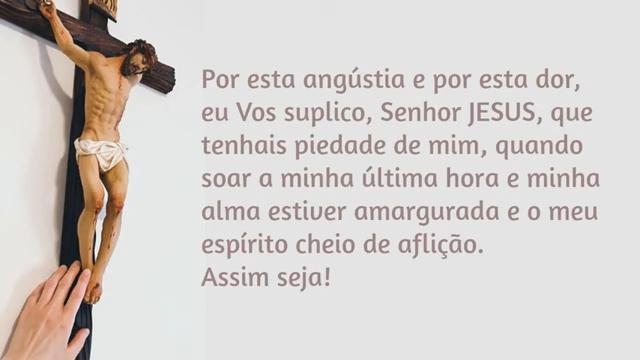 Por esta angústia e por esta dor,
eu Vos suplico, Senhor JESUS, que
tenhais piedade de mim, quando
soar a minha última hora e minha
alma estiver amargurada e o meu
espírito cheio de aflição.
Assim seja!